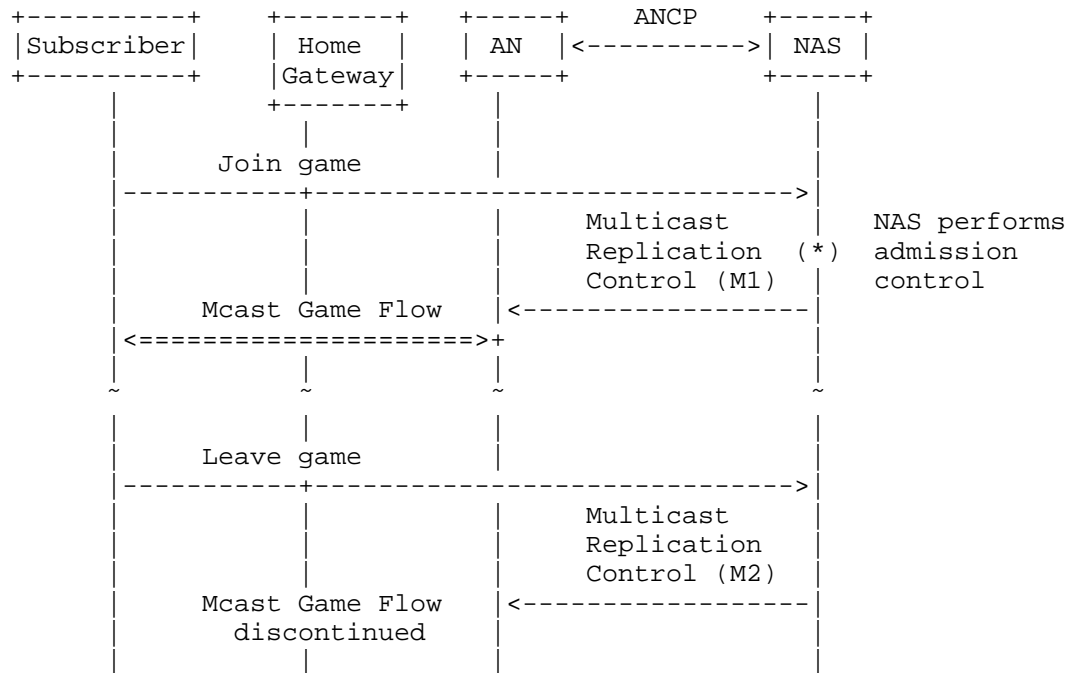 +----------+    +-------+   +-----+    ANCP     +-----+
|Subscriber|    | Home  |   | AN  |<---------->| NAS |
+----------+    |Gateway|   +-----+            +-----+
+-------+
Join game
|-----------+------------------------------>|
Multicast | NAS performs
Replication (*) admission
Control (M1) | control
Mcast Game Flow |<------------------|
|<=====================>+
~ ~ ~ ~
Leave game
|-----------+------------------------------>|
Multicast
Replication
Control (M2)
Mcast Game Flow |<------------------|
discontinued